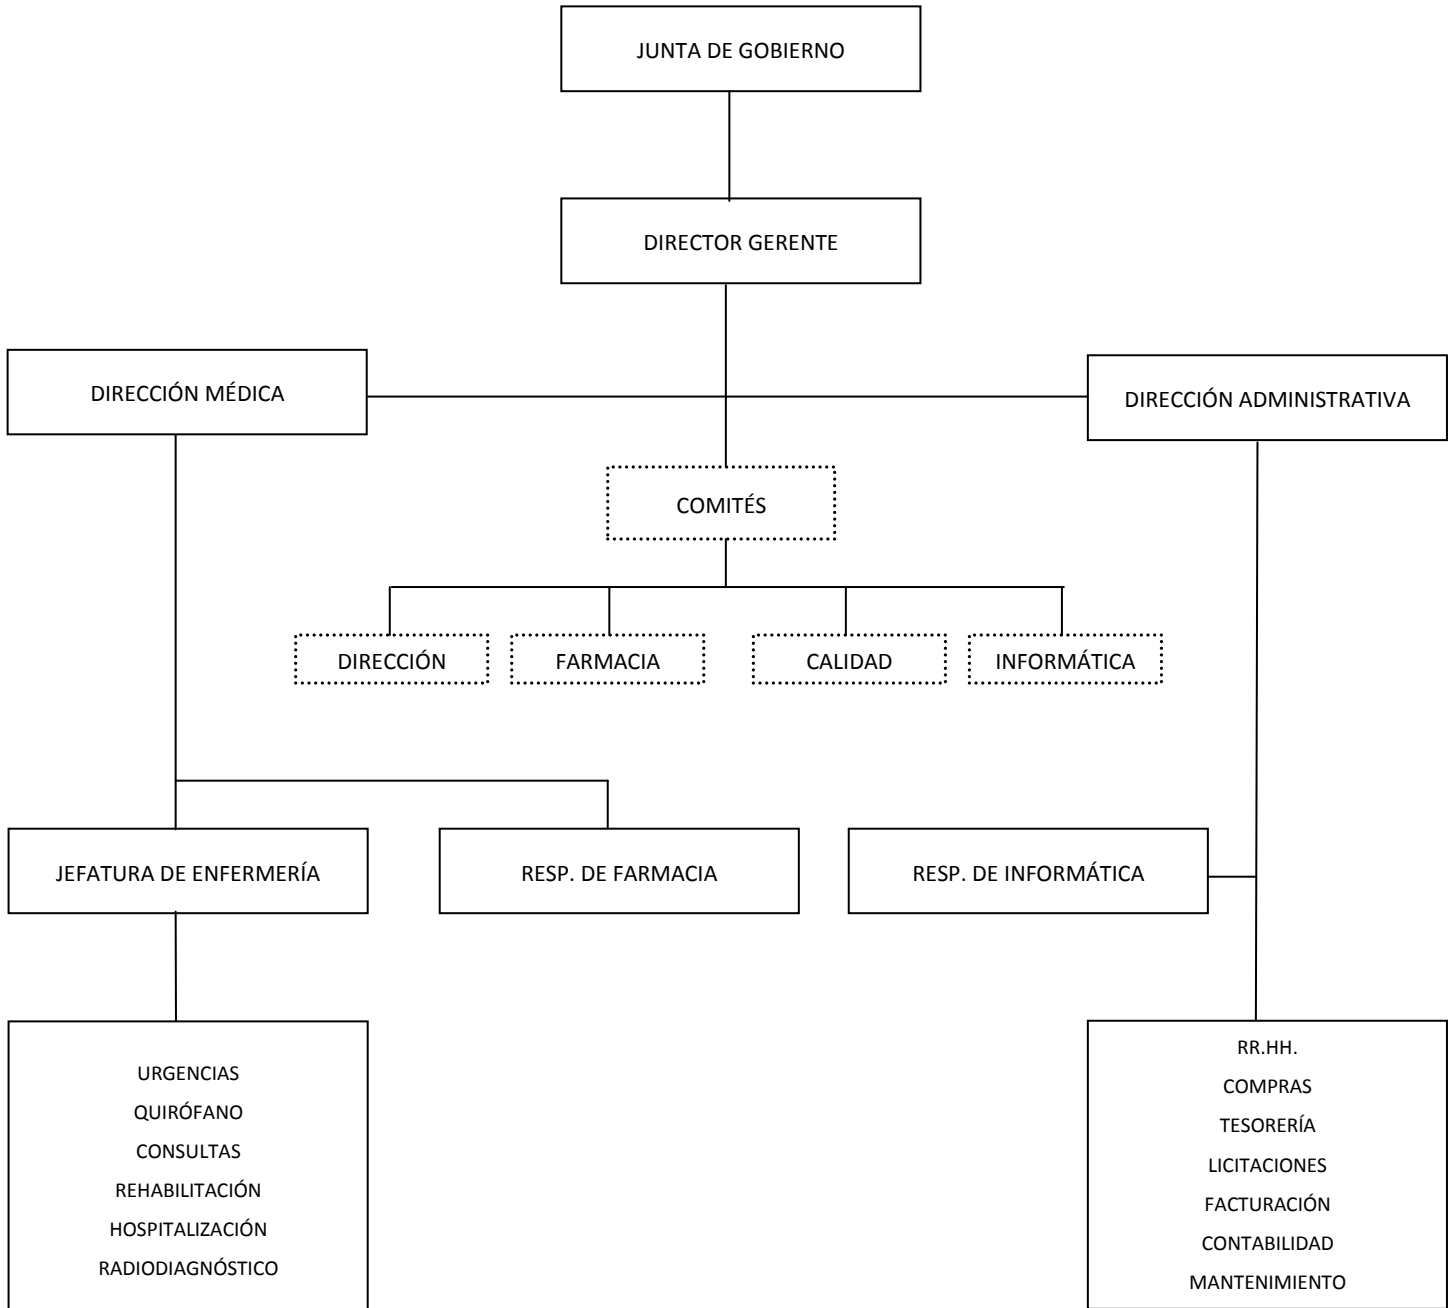 JUNTA DE GOBIERNO
DIRECTOR GERENTE
DIRECCIÓN MÉDICA
DIRECCIÓN ADMINISTRATIVA
COMITÉS
DIRECCIÓN
FARMACIA
CALIDAD
INFORMÁTICA
JEFATURA DE ENFERMERÍA
RESP. DE FARMACIA
RESP. DE INFORMÁTICA
URGENCIAS
QUIRÓFANO
CONSULTAS
REHABILITACIÓN
HOSPITALIZACIÓN
RADIODIAGNÓSTICO
RR.HH.
COMPRAS
TESORERÍA
LICITACIONES
FACTURACIÓN
CONTABILIDAD
MANTENIMIENTO